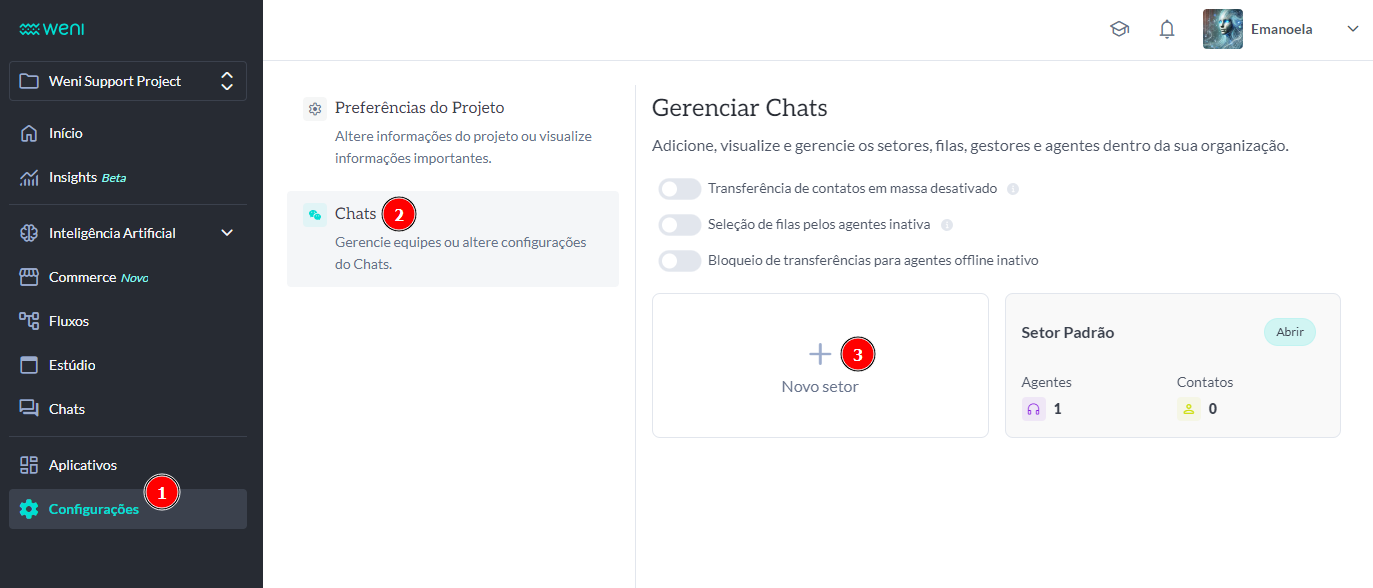 weni
Weni Support Project
Início
Insights Beta
Inteligência Artificial
Commerce Novo
Fluxos
Estúdio
Chats
Aplicativos
Configurações
1
Emanoela
Preferências do Projeto
Altere informações do projeto ou visualize
informações importantes.
Chats
2
Gerencie equipes ou altere configurações
do Chats.
Gerenciar Chats
Adicione, visualize e gerencie os setores, filas, gestores e agentes dentro da sua organização.
Transferência de contatos em massa desativado
Seleção de filas pelos agentes inativa
Bloqueio de transferências para agentes offline inativo
3
Novo setor
Setor Padrão
Abrir
Agentes
1
Contatos
0